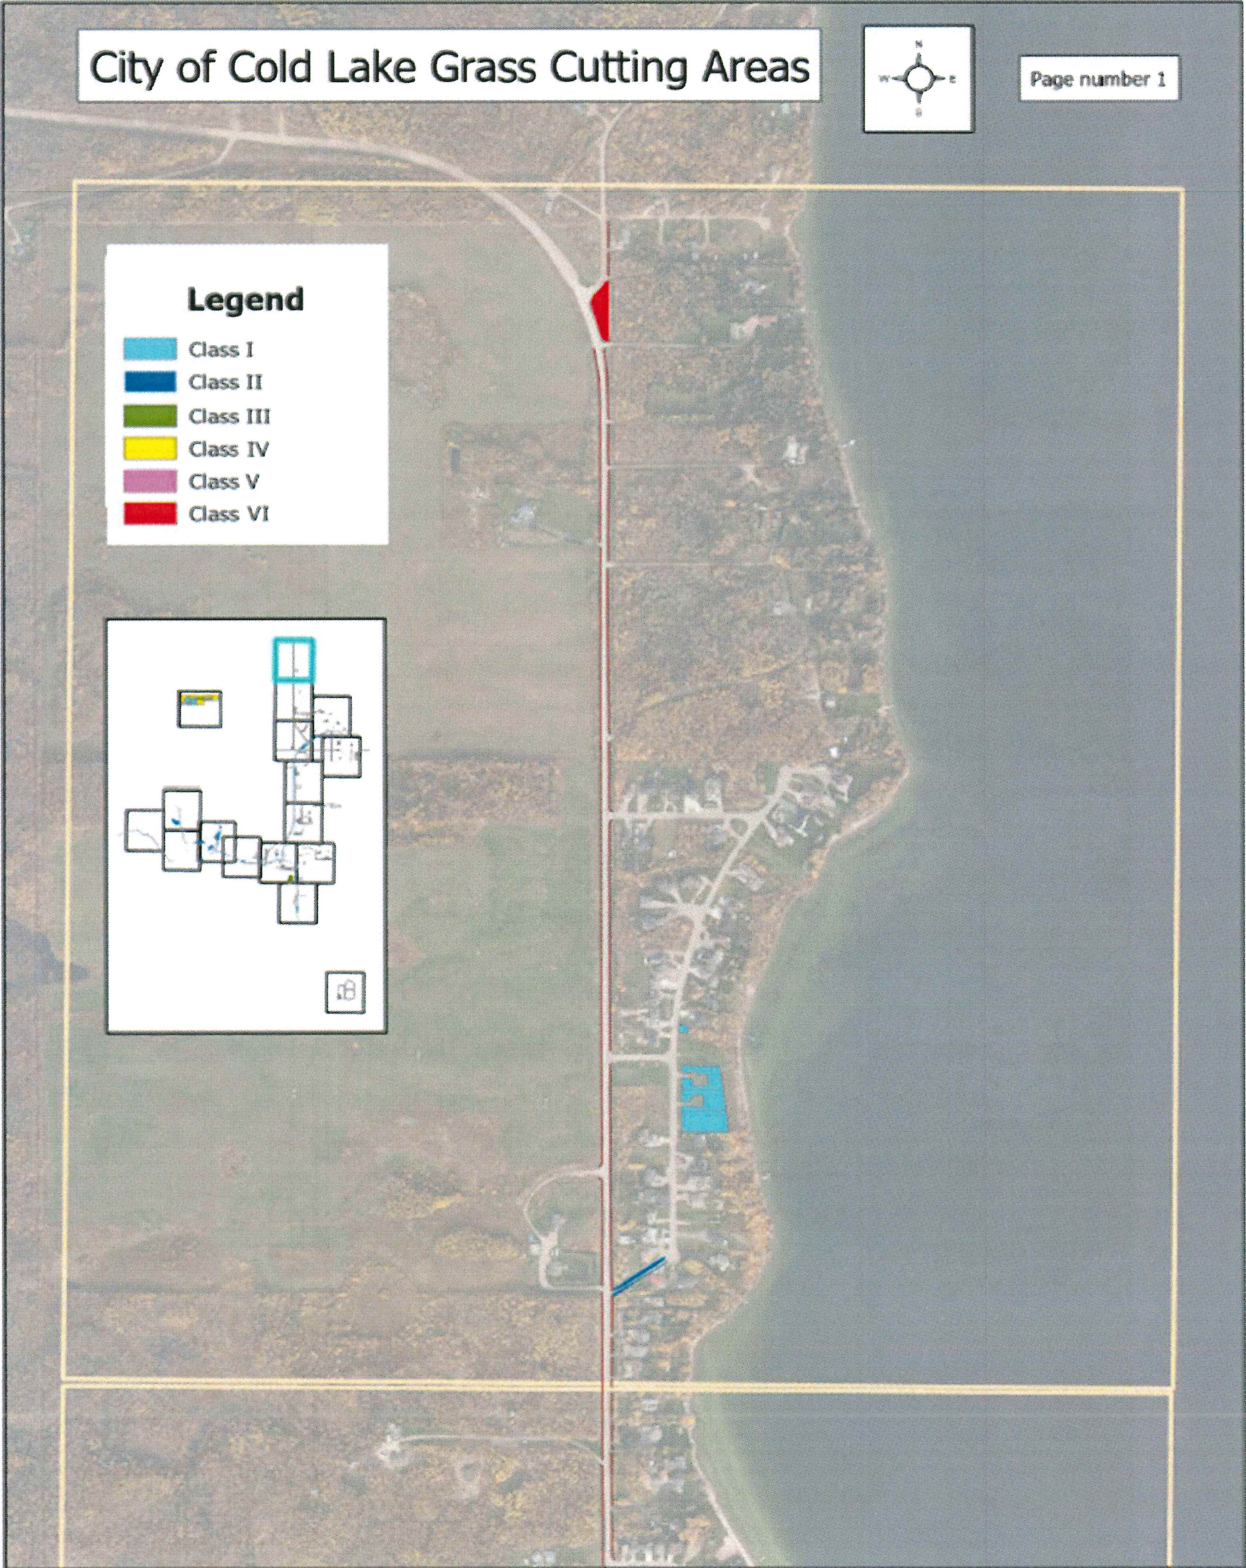 City of Cold Lake Grass Cutting Areas
N
W E
S
Page number 1
Legend
Class I
Class II
Class III
Class IV
Class V
Class VI